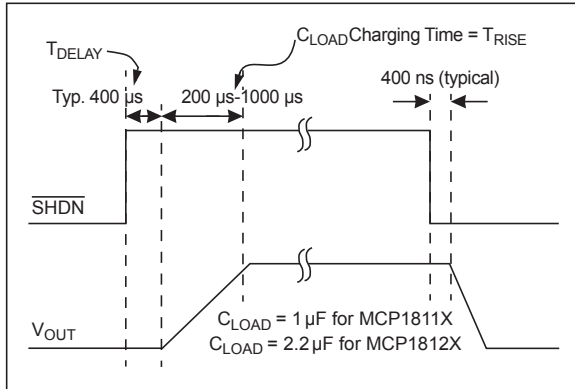 T_DELAY
C_LOAD Charging Time = T_RISE
Typ. 400 µs
200 µs-1000 µs
400 ns (typical)
SHDN
V_OUT
C_LOAD = 1 µF for MCP1811X
C_LOAD = 2.2 µF for MCP1812X